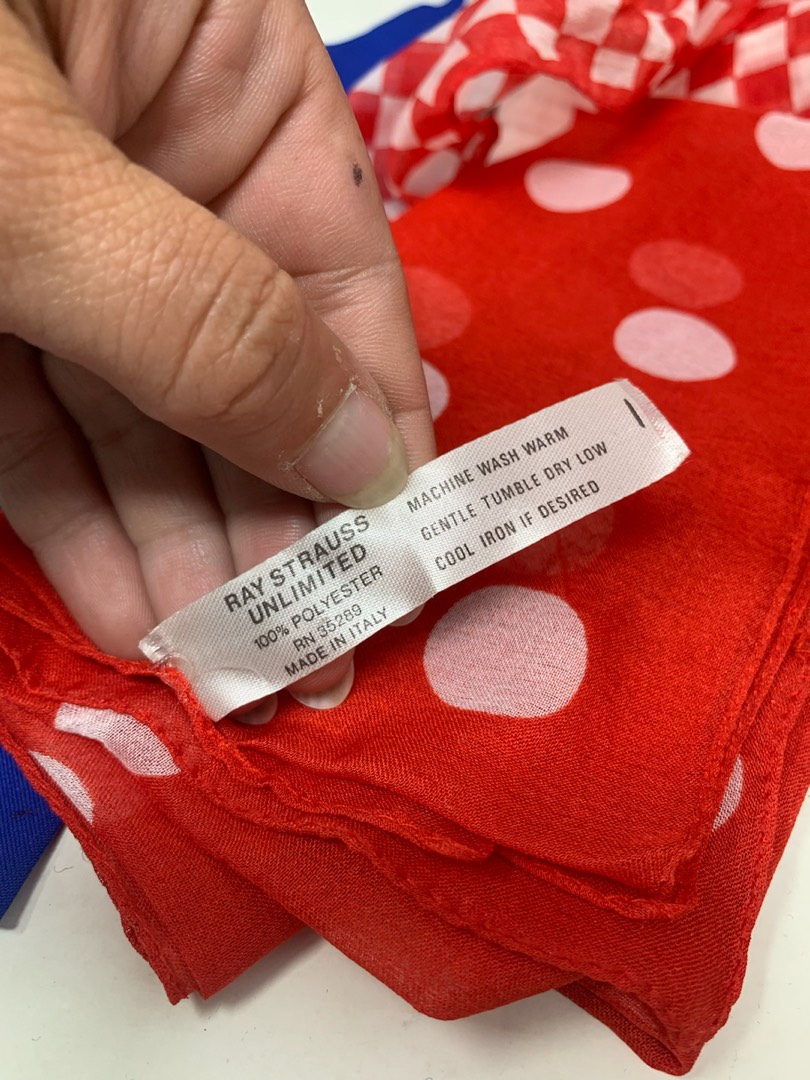 RAY STRAUSS
UNLIMITED
100% POLYESTER
RN 35289
MADE IN ITALY
MACHINE WASH WARM
GENTLE TUMBLE DRY LOW
COOL IRON IF DESIRED